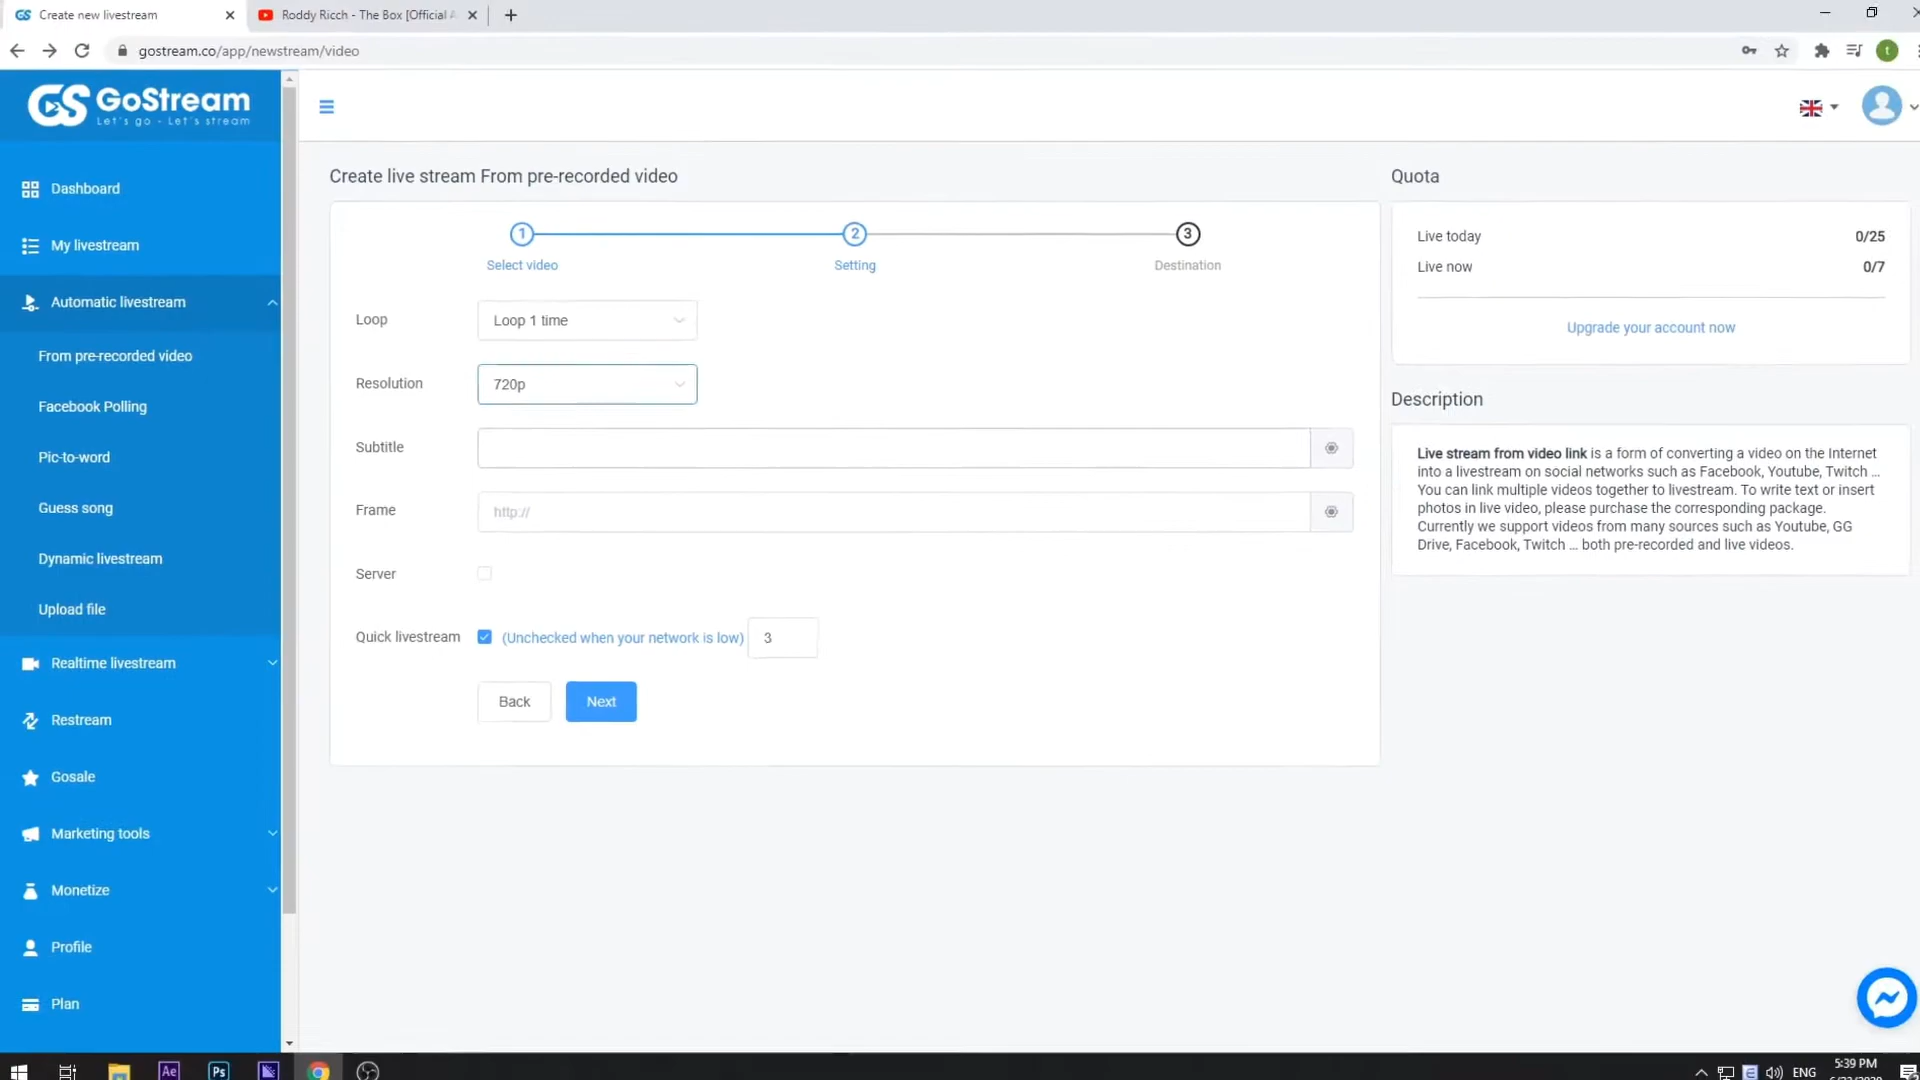 Create new livestream
Roddy Ricch - The Box [Official
gostream.co/app/newstream/video
t
GS GoStream
Let's go - Let's stream
Dashboard
My livestream
Automatic livestream
From pre-recorded video
Facebook Polling
Pic-to-word
Guess song
Dynamic livestream
Upload file
Realtime livestream
Restream
Gosale
Marketing tools
Monetize
Profile
Plan
Create live stream From pre-recorded video
1
2
3
Select video
Setting
Destination
Loop
Loop 1 time
Resolution
720p
Subtitle
Frame
http://
Server
Quick livestream
(Unchecked when your network is low)
3
Back
Next
Quota
Live today
0/25
Live now
0/7
Upgrade your account now
Description
Live stream from video link is a form of converting a video on the Internet
into a livestream on social networks such as Facebook, Youtube, Twitch ...
You can link multiple videos together to livestream. To write text or insert
photos in live video, please purchase the corresponding package.
Currently we support videos from many sources such as Youtube, GG
Drive, Facebook, Twitch ... both pre-recorded and live videos.
Ae
Ps
ENG
5:39 PM